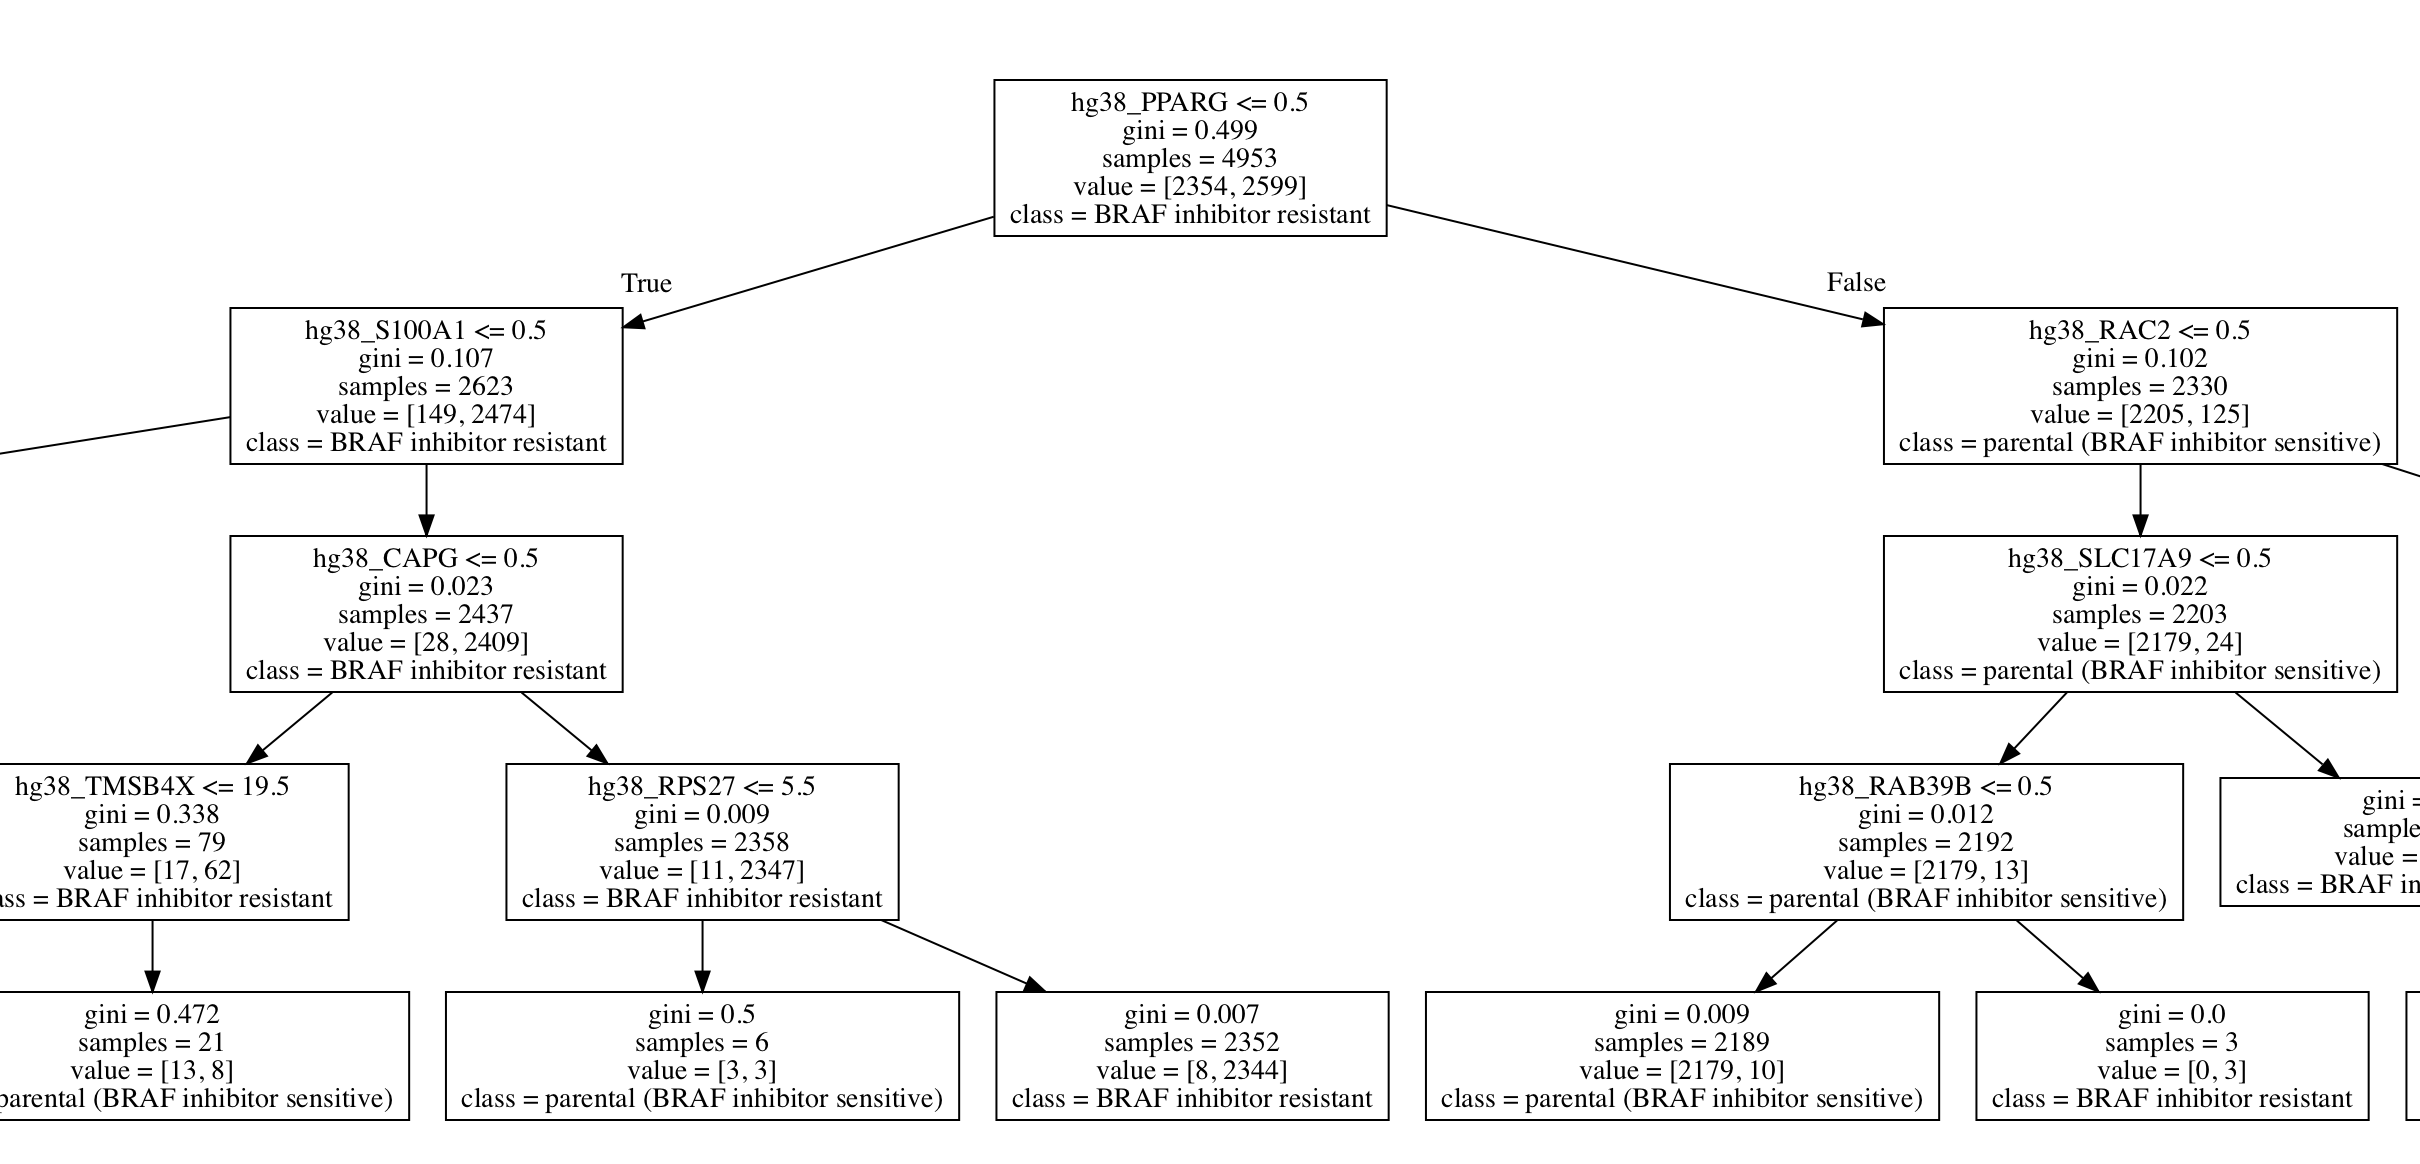 hg38_PPARG <= 0.5
gini = 0.499
samples = 4953
value = [2354, 2599]
class = BRAF inhibitor resistant
True
False
hg38_S100A1 <= 0.5
gini = 0.107
samples = 2623
value = [149, 2474]
class = BRAF inhibitor resistant
hg38_RAC2 <= 0.5
gini = 0.102
samples = 2330
value = [2205, 125]
class = parental (BRAF inhibitor sensitive)
hg38_CAPG <= 0.5
gini = 0.023
samples = 2437
value = [28, 2409]
class = BRAF inhibitor resistant
hg38_SLC17A9 <= 0.5
gini = 0.022
samples = 2203
value = [2179, 24]
class = parental (BRAF inhibitor sensitive)
hg38_TMSB4X <= 19.5
gini = 0.338
samples = 79
value = [17, 62]
= BRAF inhibitor resistant
hg38_RPS27 <= 5.5
gini = 0.009
samples = 2358
value = [11, 2347]
class = BRAF inhibitor resistant
hg38_RAB39B <= 0.5
gini = 0.012
samples = 2192
value = [2179, 13]
class = parental (BRAF inhibitor sensitive)
gini =
value =
class = BRAF
gini = 0.472
samples = 21
value = [13, 8]
parental (BRAF inhibitor sensitive)
gini = 0.5
samples = 6
value = [3, 3]
class = parental (BRAF inhibitor sensitive)
gini = 0.007
samples = 2352
value = [8, 2344]
class = BRAF inhibitor resistant
gini = 0.009
samples = 2189
value = [2179, 10]
class = parental (BRAF inhibitor sensitive)
gini = 0.0
samples = 3
value = [0, 3]
class = BRAF inhibitor resistant